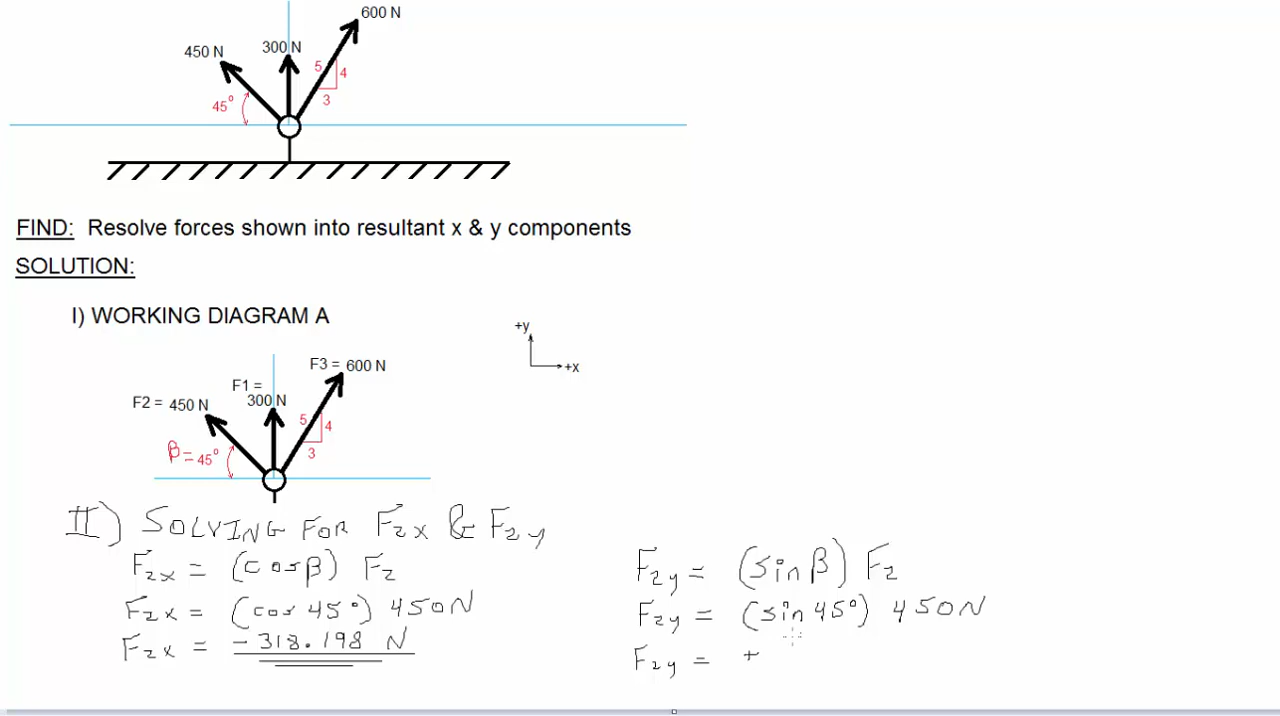 600 N
450 N
300 N
5
4
3
45°
FIND: Resolve forces shown into resultant x & y components
SOLUTION:
I) WORKING DIAGRAM A
+y
+x
F3 = 600 N
F1 =
300 N
F2 = 450 N
5
4
3
β = 45°
II) SOLVING FOR F2x & F2y
F2x = (cosβ) F2
F2x = (cos 45°) 450N
F2x = -318.198 N
F2y = (sinβ) F2
F2y = (sin 45°) 450N
F2y = +